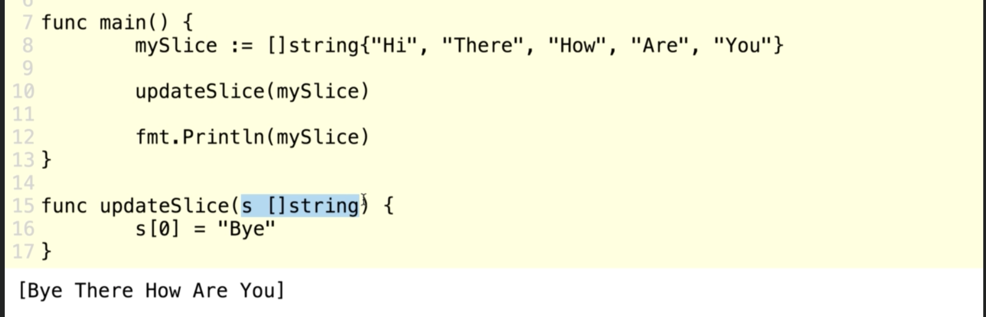 7 func main() {
8 mySlice := []string{"Hi", "There", "How", "Are", "You"}
9
10 updateSlice(mySlice)
11
12 fmt.Println(mySlice)
13 }
14
15 func updateSlice(s []string) {
16 s[0] = "Bye"
17 }
[Bye There How Are You]